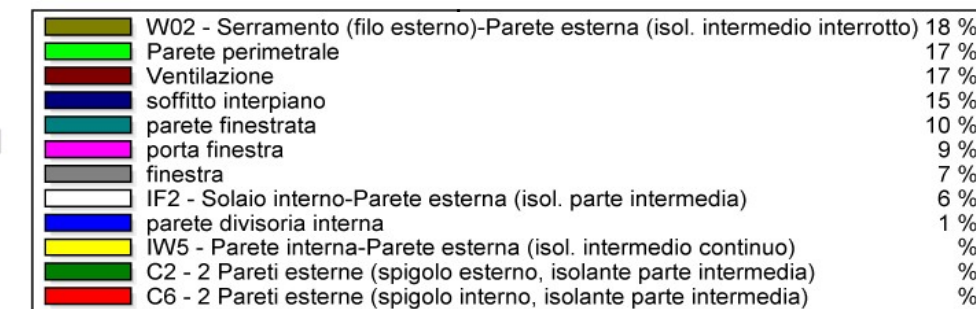 W02 - Serramento (filo esterno)-Parete esterna (isol. intermedio interrotto) 18 %
Parete perimetrale 17 %
Ventilazione 17 %
soffitto interpiano 15 %
parete finestrata 10 %
porta finestra 9 %
finestra 7 %
IF2 - Solaio interno-Parete esterna (isol. parte intermedia) 6 %
parete divisoria interna 1 %
IW5 - Parete interna-Parete esterna (isol. intermedio continuo) %
C2 - 2 Pareti esterne (spigolo esterno, isolante parte intermedia) %
C6 - 2 Pareti esterne (spigolo interno, isolante parte intermedia) %